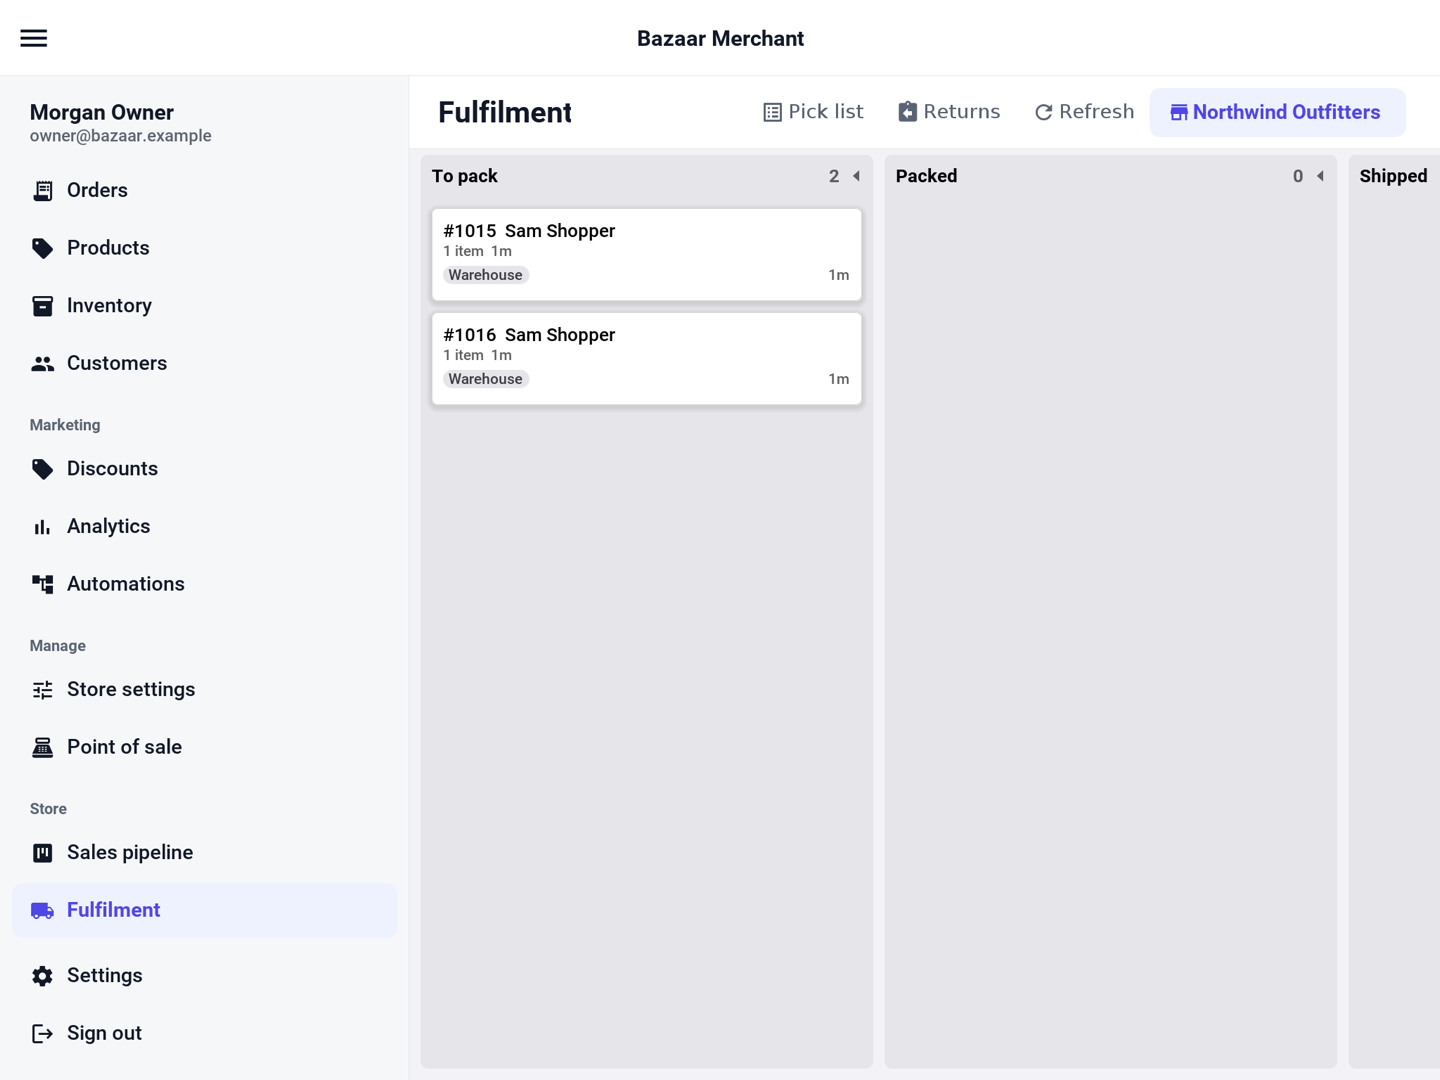 Bazaar Merchant
Morgan Owner
owner@bazaar.example
Orders
Products
Inventory
Customers
Marketing
Discounts
Analytics
Automations
Manage
Store settings
Point of sale
Store
Sales pipeline
Fulfilment
Settings
Sign out
Fulfilment
Pick list
Returns
Refresh
Northwind Outfitters
To pack 2
#1015 Sam Shopper
1 item 1m
Warehouse 1m
#1016 Sam Shopper
1 item 1m
Warehouse 1m
Packed 0
Shipped